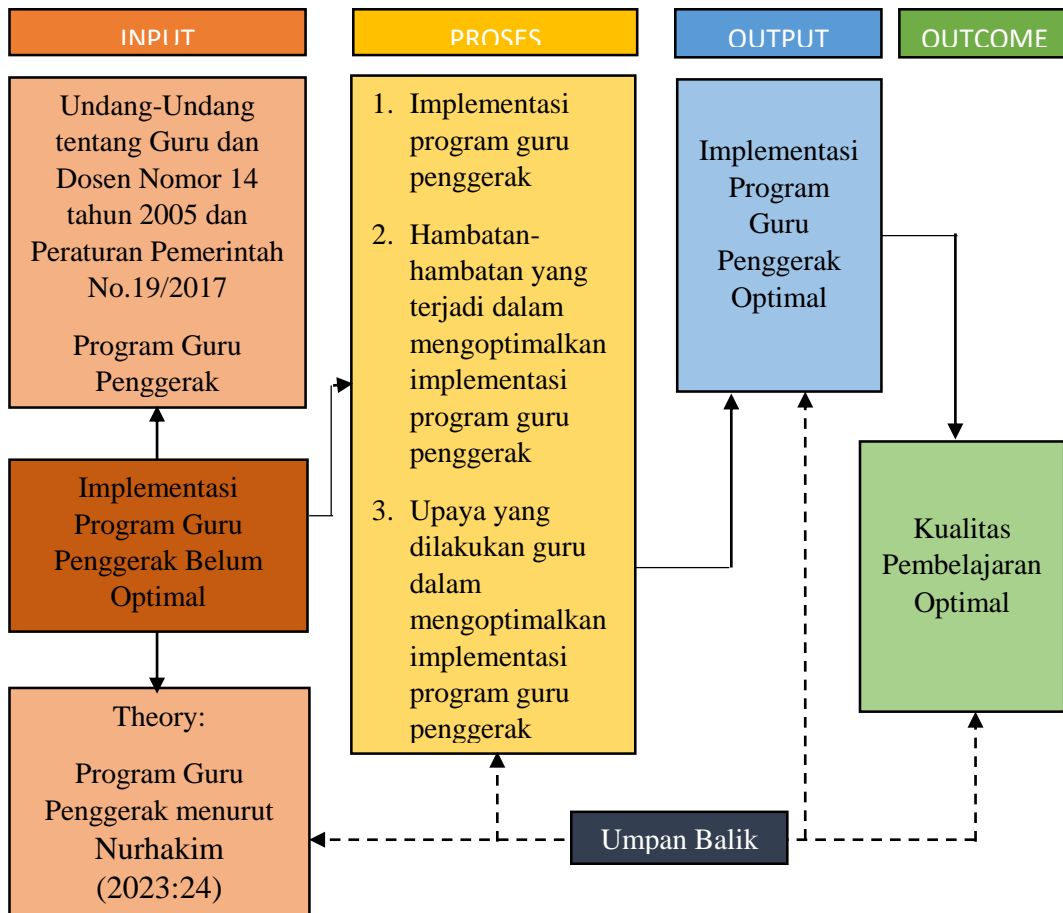 INPUT
PROSES
OUTPUT
OUTCOME
Undang-Undang
tentang Guru dan
Dosen Nomor 14
tahun 2005 dan
Peraturan Pemerintah
No.19/2017
Program Guru
Penggerak
Implementasi
Program Guru
Penggerak Belum
Optimal
Theory:
Program Guru
Penggerak menurut
Nurhakim
(2023:24)
1. Implementasi
program guru
penggerak
2. Hambatan-
hambatan yang
terjadi dalam
mengoptimalkan
implementasi
program guru
penggerak
3. Upaya yang
dilakukan guru
dalam
mengoptimalkan
implementasi
program guru
penggerak
Implementasi
Program
Guru
Penggerak
Optimal
Kualitas
Pembelajaran
Optimal
Umpan Balik